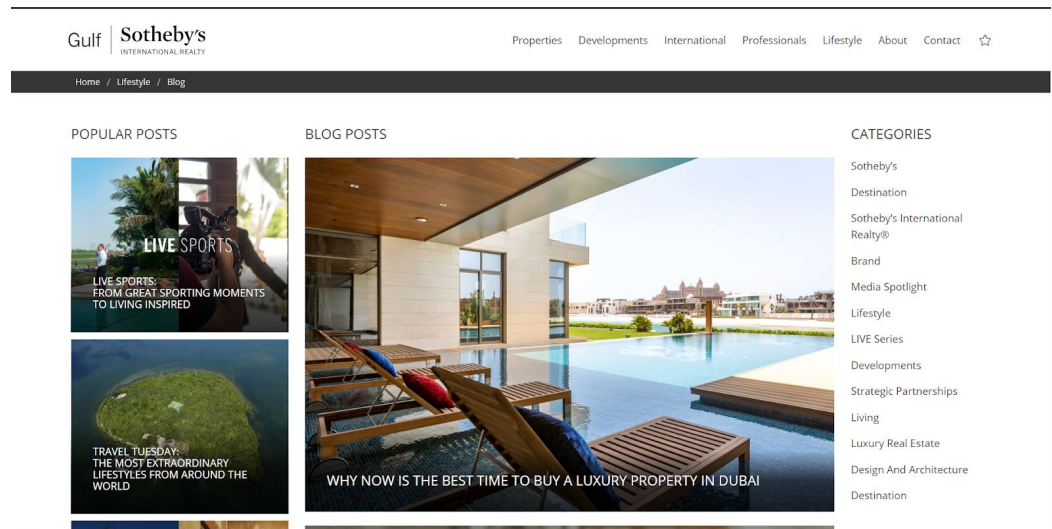 Gulf
Sotheby's
INTERNATIONAL REALTY
Properties Developments International Professionals Lifestyle About Contact
Home / Lifestyle / Blog
POPULAR POSTS
LIVE SPORTS
LIVE SPORTS:
FROM GREAT SPORTING MOMENTS
TO LIVING INSPIRED
TRAVEL TUESDAY:
THE MOST EXTRAORDINARY
LIFESTYLES FROM AROUND THE
WORLD
BLOG POSTS
WHY NOW IS THE BEST TIME TO BUY A LUXURY PROPERTY IN DUBAI
CATEGORIES
Sotheby's
Destination
Sotheby's International
Realty®
Brand
Media Spotlight
Lifestyle
LIVE Series
Developments
Strategic Partnerships
Living
Luxury Real Estate
Design And Architecture
Destination